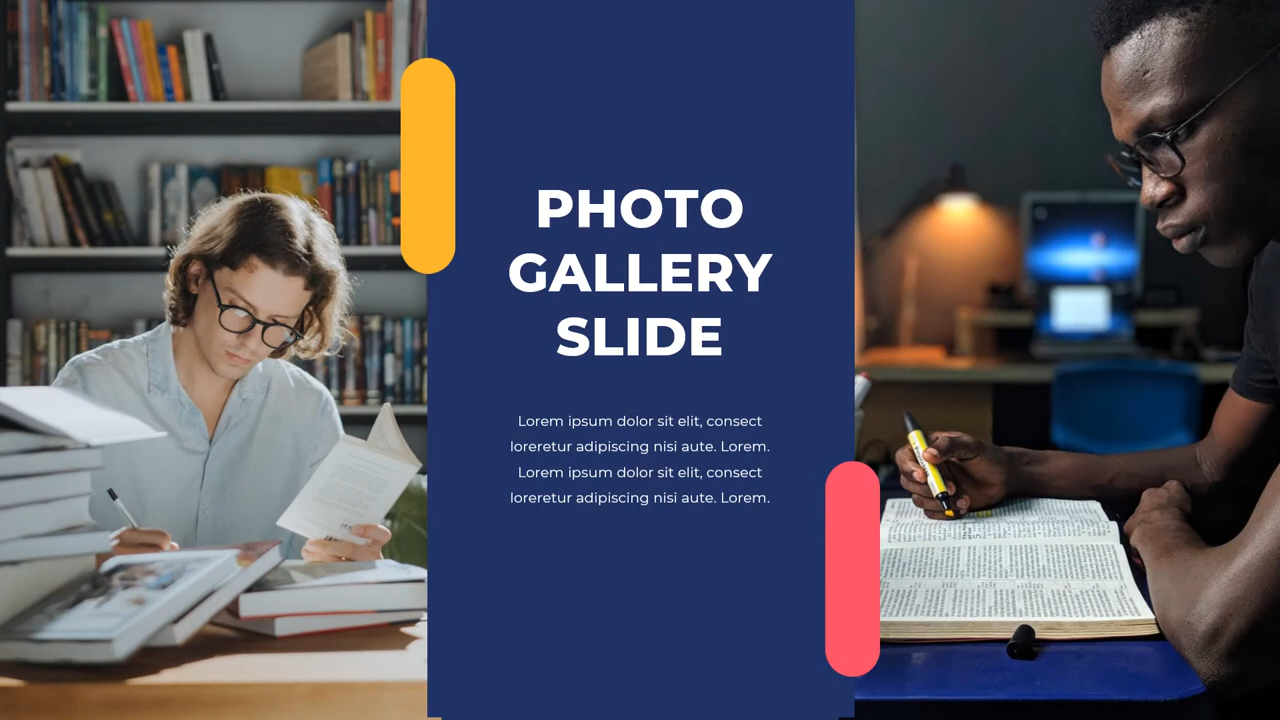 PHOTO
GALLERY
SLIDE
Lorem ipsum dolor sit elit, consect
loreretur adipiscing nisi aute. Lorem.
Lorem ipsum dolor sit elit, consect
loreretur adipiscing nisi aute. Lorem.